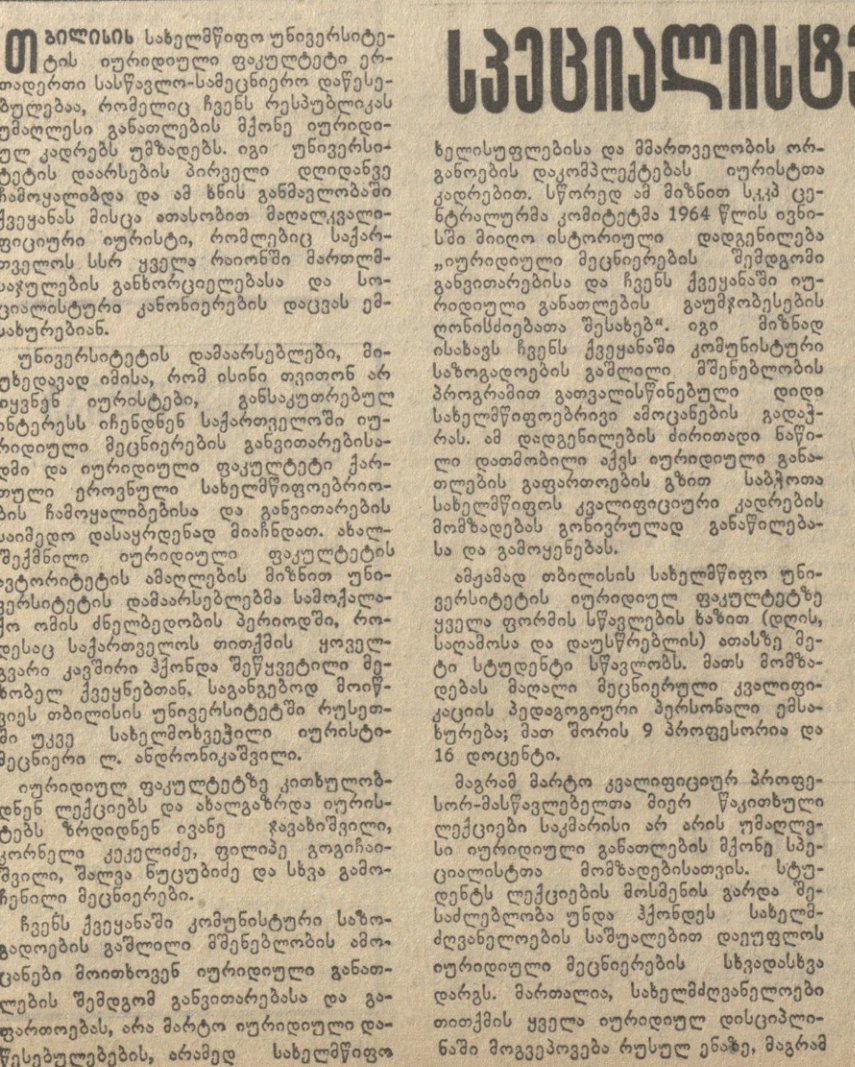 სპეციალისტე
თბილისის სახელმწიფო უნივერსიტე-
ტის იურიდიული ფაკულტეტი ერ-
თადერთი სასწავლო-სამეცნიერო დაწესე-
ბულებაა, რომელიც ჩვენს რესპუბლიკას
უმაღლესი განათლების მქონე იურიდი-
ულ კადრებს უმზადებს. იგი უნივერსი-
ტეტის დაარსების პირველი დღიდანვე
ჩამოყალიბდა და ამ ხნის განმავლობაში
ქვეყანას მისცა ათასობით მაღალკვალი-
ფიციური იურისტი, რომლებიც საქარ-
თველოს სსრ ყველა რაიონში მართლმ-
საჯულების განხორციელებასა და სო-
ციალისტური კანონიერების დაცვას ემ-
სახურებიან.
უნივერსიტეტის დამაარსებლები, მი-
უხედავად იმისა, რომ ისინი თვითონ არ
იყვნენ იურისტები, განსაკუთრებულ
ინტერესს იჩენდნენ საქართველოში იუ-
რიდიული მეცნიერების განვითარებისა-
დმი და იურიდიული ფაკულტეტი ქარ-
თული ეროვნული სახელმწიფოებრიო-
ბის ჩამოყალიბებისა და განვითარების
საიმედო დასაყრდენად მიაჩნდათ. ახალ-
შექმნილი იურიდიული ფაკულტეტის
ავტორიტეტის ამაღლების მიზნით უნი-
ვერსიტეტის დამაარსებლებმა სამოქალა-
ქო ომის ძნელბედობის პერიოდში, რო-
დესაც საქართველოს თითქმის ყოველ-
გვარი კავშირი ჰქონდა შეწყვეტილი მე-
ზობელ ქვეყნებთან, საგანგებოდ მოიწ-
ვიეს თბილისის უნივერსიტეტში რუსეთ-
ში უკვე სახელმოხვეჭილი იურისტი-
მეცნიერი ლ. ანდრონიკაშვილი.
იურიდიულ ფაკულტეტზე კითხულობ-
დნენ ლექციებს და ახალგაზრდა იურის-
ტებს ზრდიდნენ ივანე ჯავახიშვილი,
კორნელი კეკელიძე, ფილიპე გოგიჩაი-
შვილი, შალვა ნუცუბიძე და სხვა გამო-
ჩენილი მეცნიერები.
ჩვენს ქვეყანაში კომუნისტური საზო-
გადოების გაშლილი მშენებლობის ამო-
ცანები მოითხოვენ იურიდიული განათ-
ლების შემდგომ განვითარებასა და გა-
ფართოებას, არა მარტო იურიდიული და-
წესებულებების, არამედ სახელმწიფო
ხელისუფლებისა და მმართველობის ორ-
განოების დაკომპლექტებას იურისტთა
კადრებით. სწორედ ამ მიზნით სკკპ ცე-
ნტრალურმა კომიტეტმა 1964 წლის ივნი-
სში მიიღო ისტორიული დადგენილება
„იურიდიული მეცნიერების შემდგომი
განვითარებისა და ჩვენს ქვეყანაში იუ-
რიდიული განათლების გაუმჯობესების
ღონისძიებათა შესახებ“. იგი მიზნად
ისახავს ჩვენს ქვეყანაში კომუნისტური
საზოგადოების გაშლილი მშენებლობის
პროგრამით გათვალისწინებული დიდი
სახელმწიფოებრივი ამოცანების გადაჭ-
რას. ამ დადგენილების ძირითადი ნაწი-
ლი დათმობილი აქვს იურიდიული განა-
თლების გაფართოების გზით საბჭოთა
სახელმწიფოს კვალიფიციური კადრების
მომზადებას გონივრულად განაწილება-
სა და გამოყენებას.
ამჟამად თბილისის სახელმწიფო უნი-
ვერსიტეტის იურიდიულ ფაკულტეტზე
ყველა ფორმის სწავლების ხაზით (დღის,
საღამოსა და დაუსწრებლის) ათასზე მე-
ტი სტუდენტი სწავლობს. მათს მომზა-
დებას მაღალი მეცნიერული კვალიფი-
კაციის პედაგოგიური პერსონალი ემსა-
ხურება; მათ შორის 9 პროფესორია და
16 დოცენტი.
მაგრამ მარტო კვალიფიციურ პროფე-
სორ-მასწავლებელთა მიერ წაკითხული
ლექციები საკმარისი არ არის უმაღლე-
სი იურიდიული განათლების მქონე სპე-
ციალისტთა მომზადებისათვის. სტუ-
დენტს ლექციების მოსმენის გარდა შე-
საძლებლობა უნდა ჰქონდეს სახელმ-
ძღვანელოების საშუალებით დაეუფლოს
იურიდიული მეცნიერების სხვადასხვა
დარგს. მართალია, სახელმძღვანელოები
თითქმის ყველა იურიდიულ დისციპლი-
ნაში მოგვეპოვება რუსულ ენაზე, მაგრამ